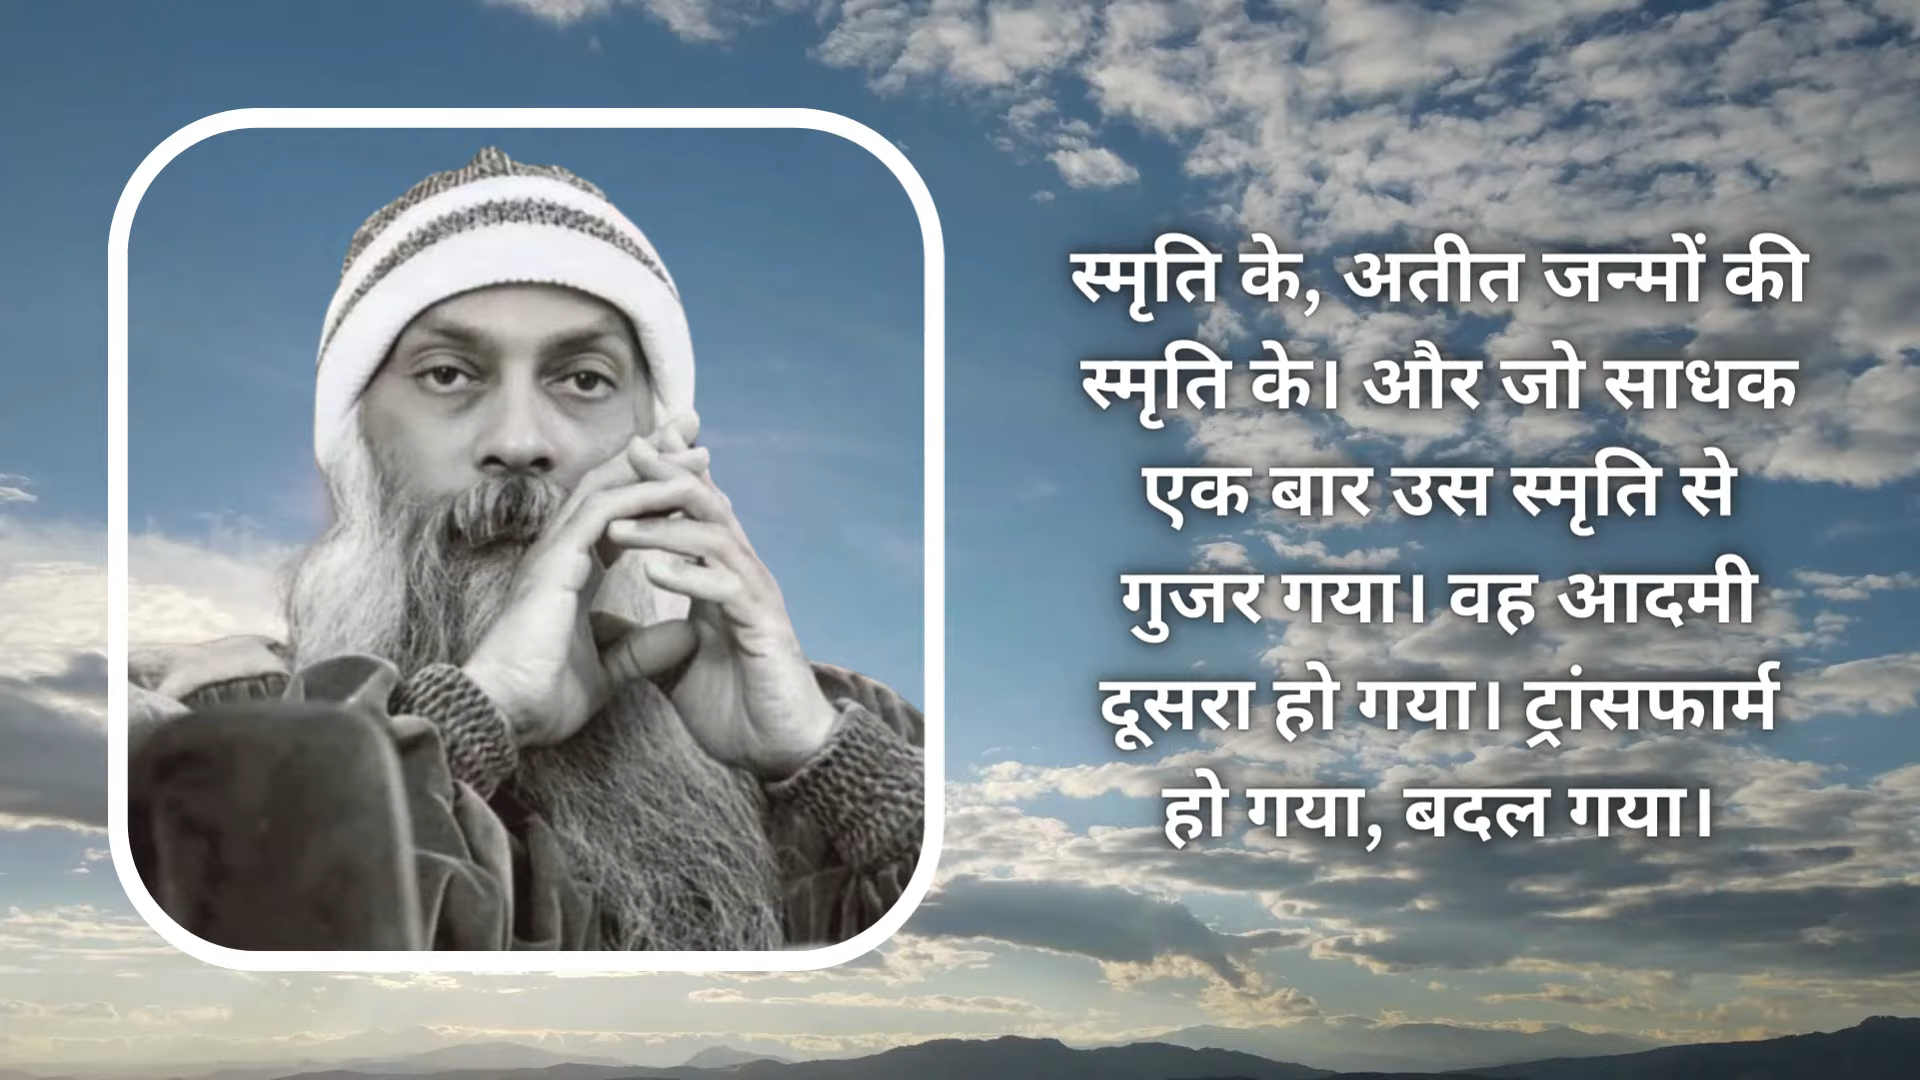 स्मृति के, अतीत जन्मों की
स्मृति के। और जो साधक
एक बार उस स्मृति से
गुजर गया। वह आदमी
दूसरा हो गया। ट्रांसफार्म
हो गया, बदल गया।